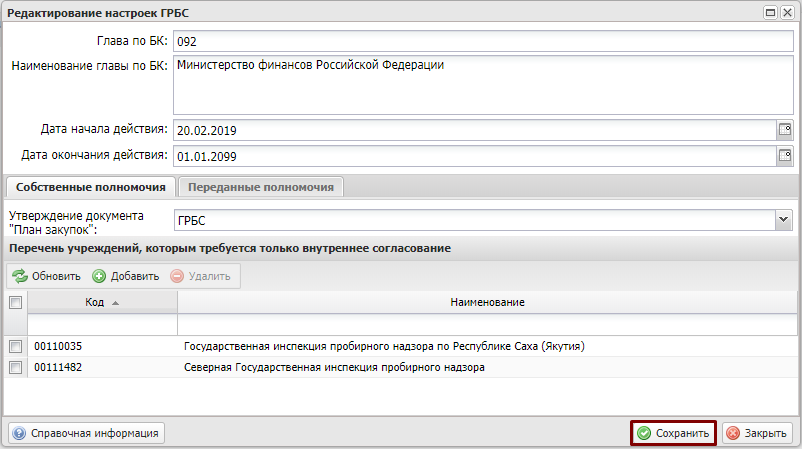 Редактирование настроек ГРБС
Глава по БК: 092
Наименование главы по БК: Министерство финансов Российской Федерации
Дата начала действия: 20.02.2019
Дата окончания действия: 01.01.2099
Собственные полномочия Переданные полномочия
Утверждение документа
"План закупок": ГРБС
Перечень учреждений, которым требуется только внутреннее согласование
Обновить Добавить Удалить
Код Наименование
00110035 Государственная инспекция пробирного надзора по Республике Саха (Якутия)
00111482 Северная Государственная инспекция пробирного надзора
Справочная информация Сохранить Закрыть